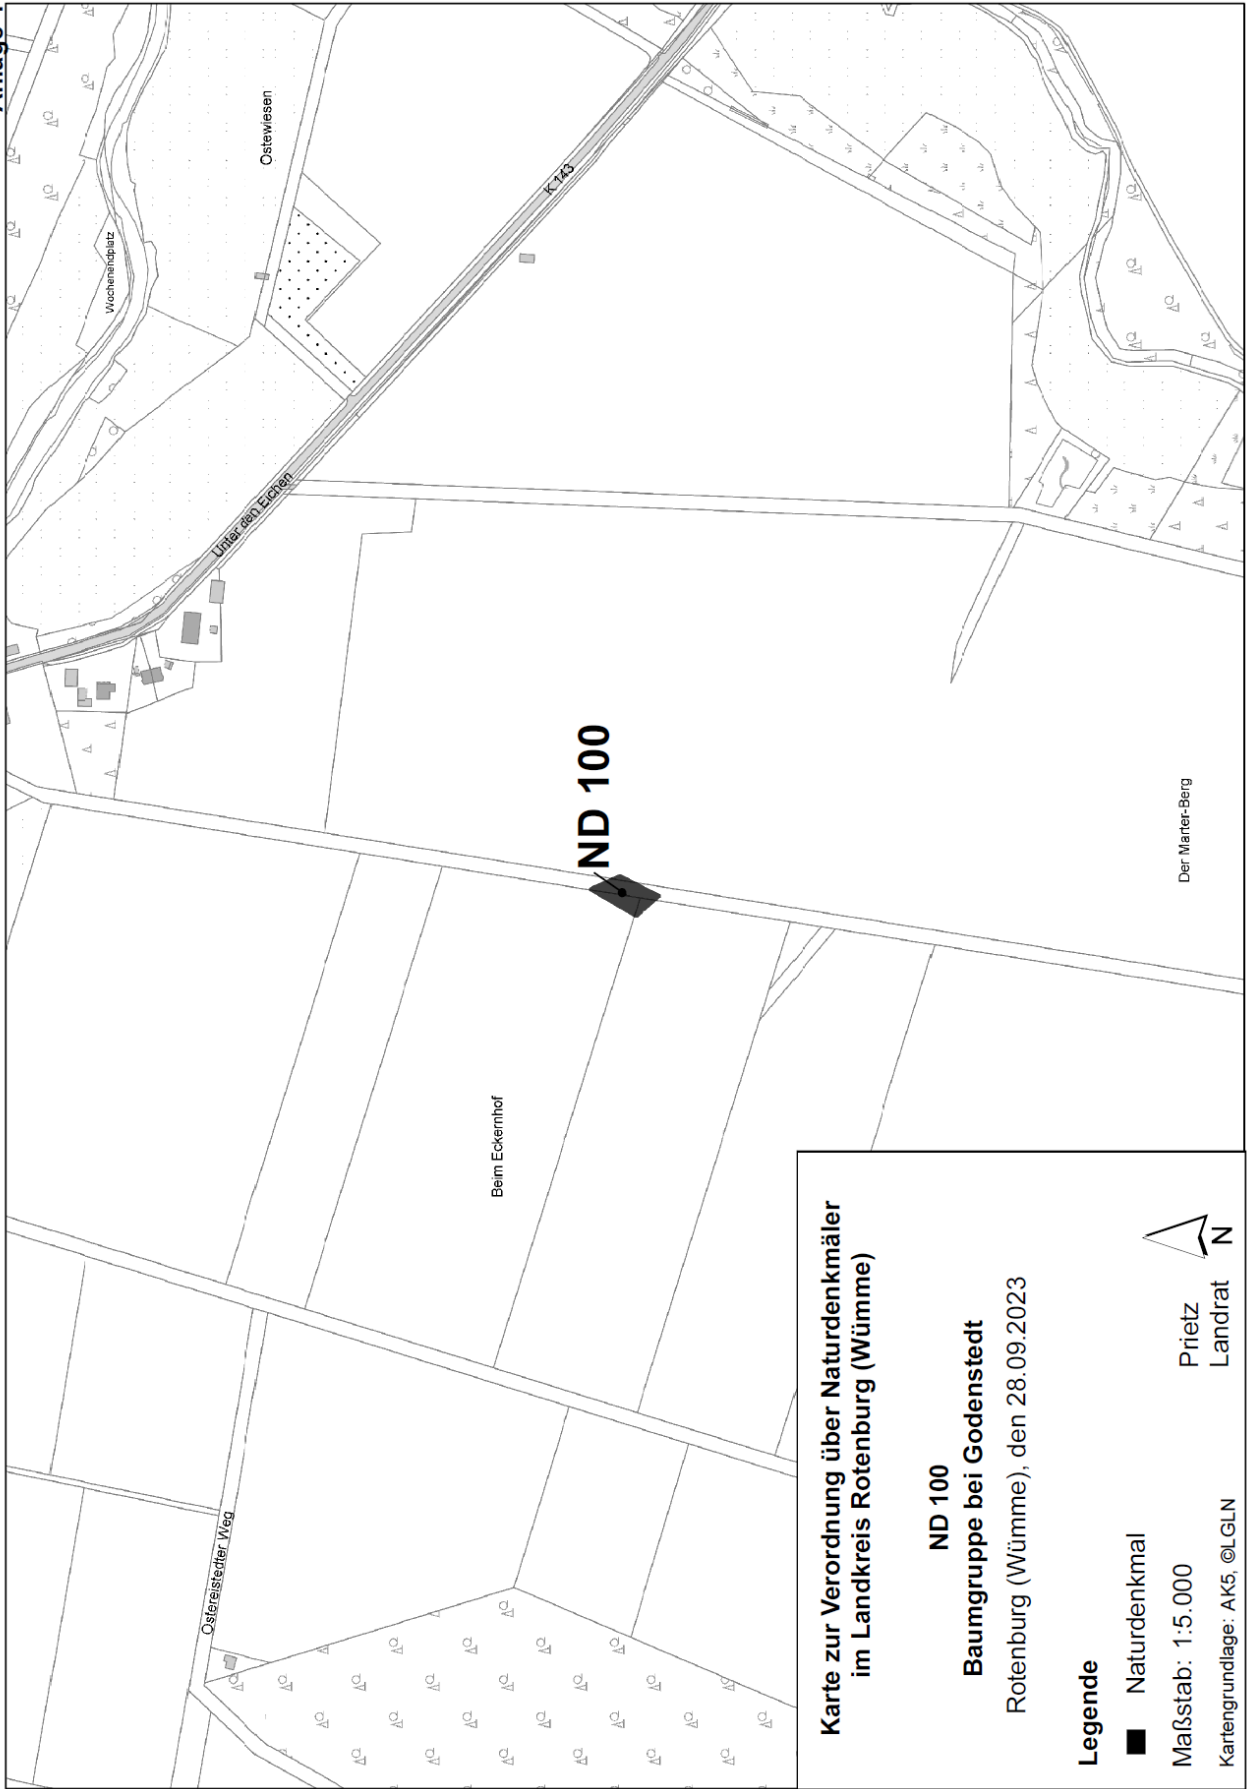 Wochenendplatz
Ostewiesen
K 143
Unter den Eichen
ND 100
Der Marter-Berg
Beim Eckernhof
Ostereistedter Weg
Karte zur Verordnung über Naturdenkmäler
im Landkreis Rotenburg (Wümme)
ND 100
Baumgruppe bei Godenstedt
Rotenburg (Wümme), den 28.09.2023
Legende
Naturdenkmal
Maßstab: 1:5.000
Prietz
Landrat
N
Kartengrundlage: AK5, ©LGLN